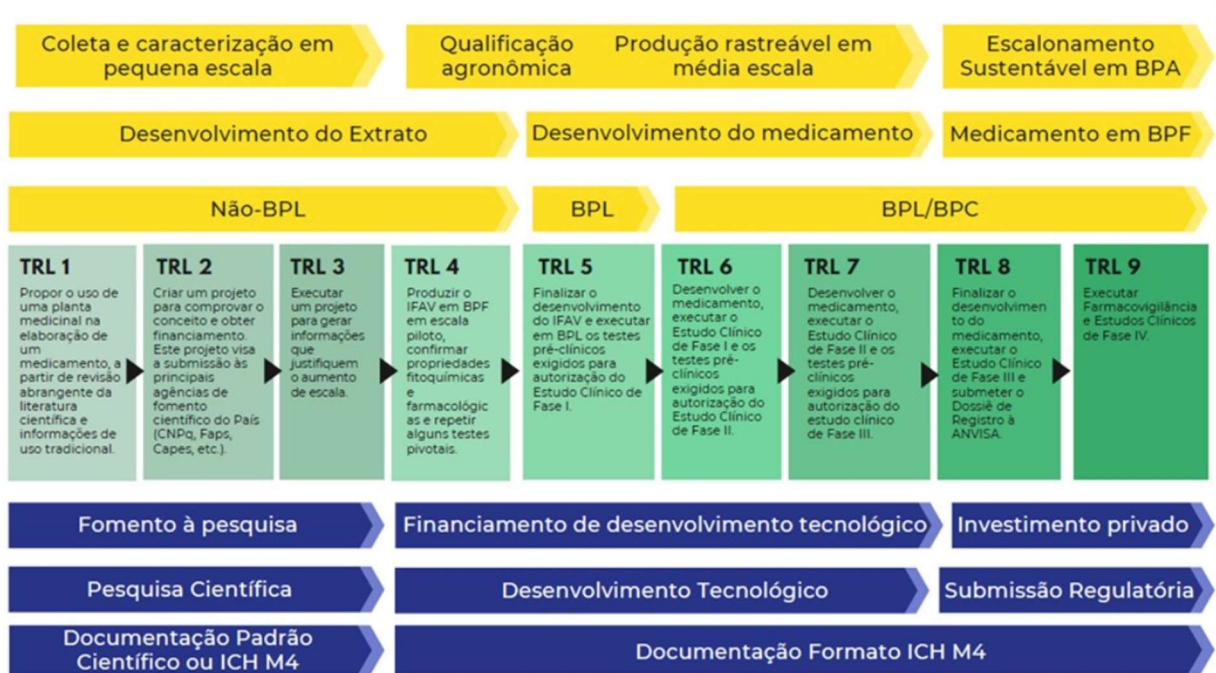 Coleta e caracterização em
pequena escala
Qualificação
agronômica
Produção rastreável em
média escala
Escalonamento
Sustentável em BPA
Desenvolvimento do Extrato
Desenvolvimento do medicamento
Medicamento em BPF
Não-BPL
BPL
BPL/BPC
TRL 1
Propor o uso de
uma planta
medicinal na
elaboração de
um
medicamento, a
partir de revisão
abrangente da
literatura
científica e
informações de
uso tradicional.
TRL 2
Criar um projeto
para comprovar o
conceito e obter
financiamento.
Este projeto visa
a submissão às
principais
agências de
fomento
científico do País
(CNPq, Faps,
Capes, etc.).
TRL 3
Executar
um projeto
para gerar
informações
que
justifiquem
o aumento
de escala.
TRL 4
Produzir o
IFAV em BPF
em escala
piloto,
confirmar
propriedades
fitoquímicas
e
farmacológic
as e repetir
alguns testes
pivotais.
TRL 5
Finalizar o
desenvolvimento
do IFAV e executar
em BPL os testes
pré-clínicos
exigidos para
autorização do
Estudo Clínico de
Fase I.
TRL 6
Desenvolver o
medicamento,
executar o
Estudo Clínico
de Fase I e os
testes pré-
clínicos
exigidos para
autorização do
Estudo Clínico
de Fase II.
TRL 7
Desenvolver o
medicamento,
executar o
Estudo Clínico
de Fase II e os
testes pré-
clínicos
exigidos para
autorização do
estudo clínico
de Fase III.
TRL 8
Finalizar o
desenvolvimen
to do
medicamento,
executar o
Estudo Clínico
de Fase III e
submeter o
Dossiê de
Registro à
ANVISA.
TRL 9
Executar
Farmacovigilância
e Estudos Clínicos
de Fase IV.
Fomento à pesquisa
Financiamento de desenvolvimento tecnológico
Investimento privado
Pesquisa Científica
Desenvolvimento Tecnológico
Submissão Regulatória
Documentação Padrão
Científico ou ICH M4
Documentação Formato ICH M4